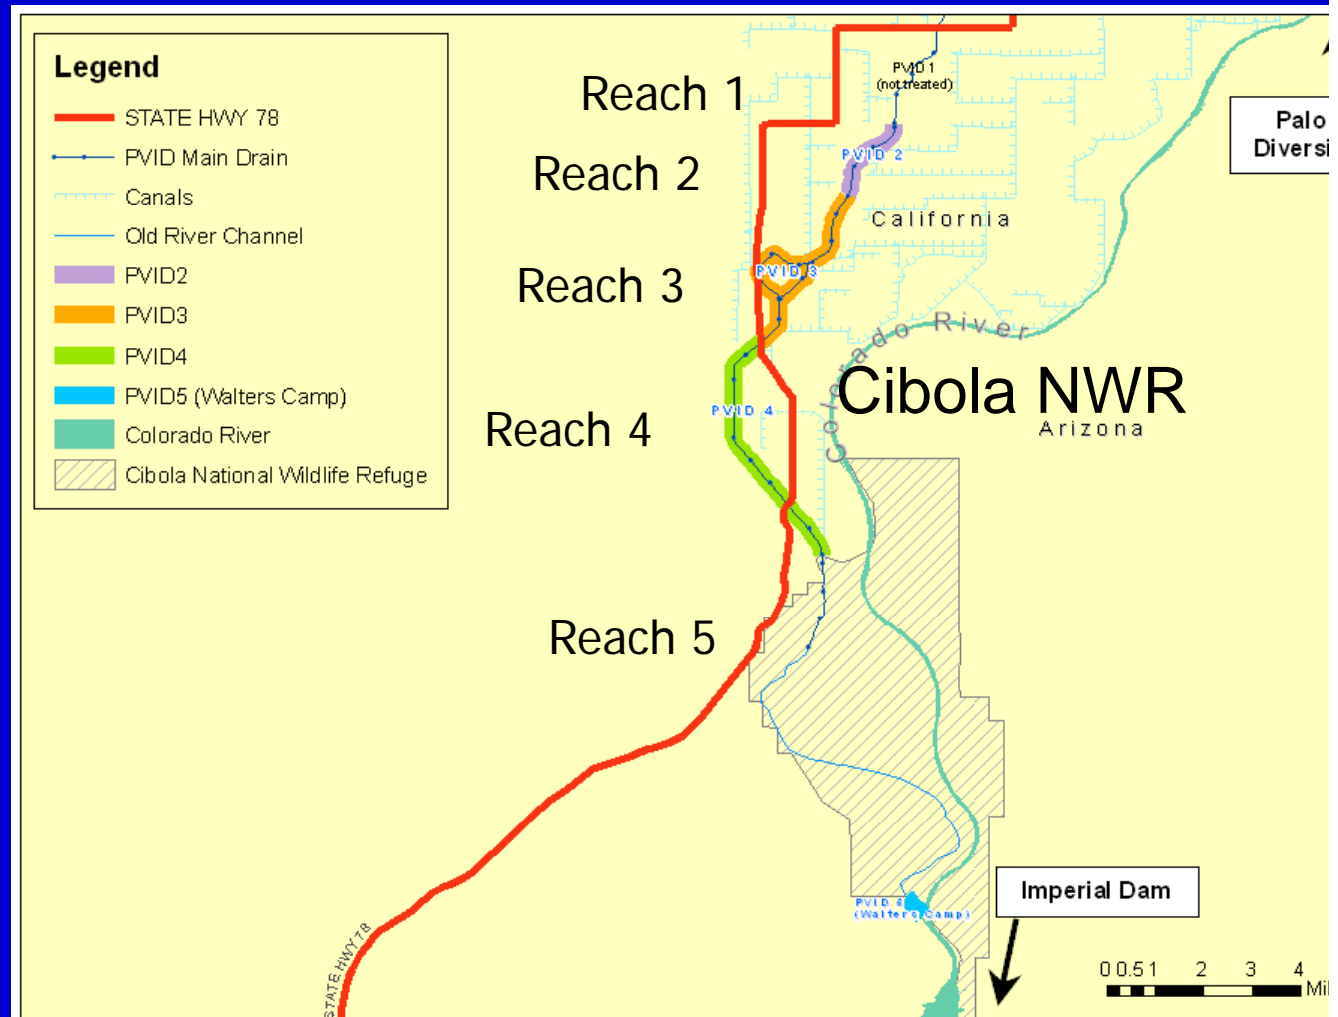 Legend
STATE HWY 78
PVID Main Drain
Canals
Old River Channel
PVID2
PVID3
PVID4
PVID5 (Walters Camp)
Colorado River
Cibola National Wildlife Refuge
Reach 1
Reach 2
Reach 3
Reach 4
Reach 5
PVID 1
(not treated)
PVID 2
California
PVID 3
Colorado River
Cibola NWR
Arizona
PVID 4
Palo
Diversi
PVID 5
(Walters Camp)
Imperial Dam
STATE HWY 78
0 0.5 1 2 3 4
Mil